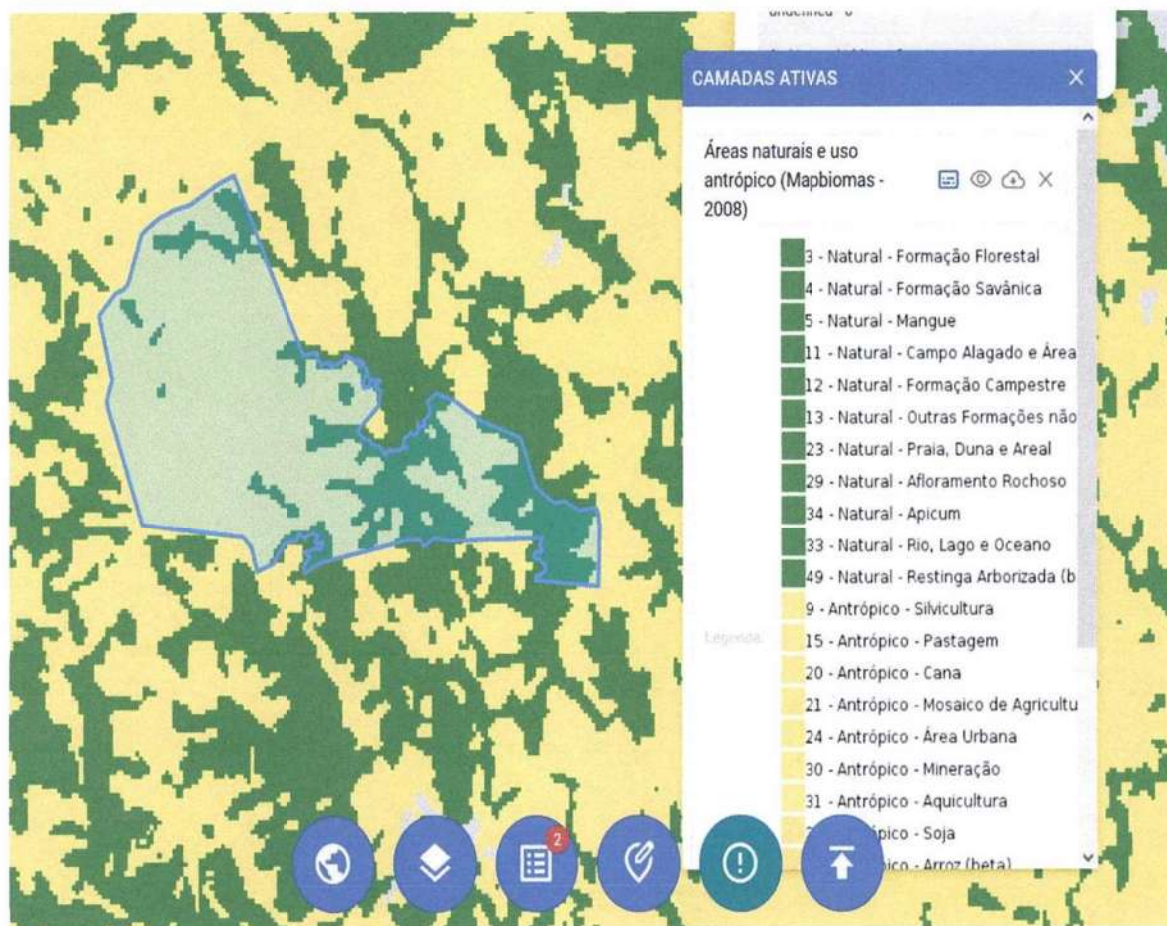 CAMADAS ATIVAS
Áreas naturais e uso
antrópico (Mapbiomas -
2008)
3 - Natural - Formação Florestal
4 - Natural - Formação Savânica
5 - Natural - Mangue
11 - Natural - Campo Alagado e Área
12 - Natural - Formação Campestre
13 - Natural - Outras Formações não
23 - Natural - Praia, Duna e Areal
29 - Natural - Afloramento Rochoso
34 - Natural - Apicum
33 - Natural - Rio, Lago e Oceano
49 - Natural - Restinga Arborizada (b
9 - Antrópico - Silvicultura
Legenda:
15 - Antrópico - Pastagem
20 - Antrópico - Cana
21 - Antrópico - Mosaico de Agricultu
24 - Antrópico - Área Urbana
30 - Antrópico - Mineração
31 - Antrópico - Aquicultura
- Soja
- Arroz (beta)
2